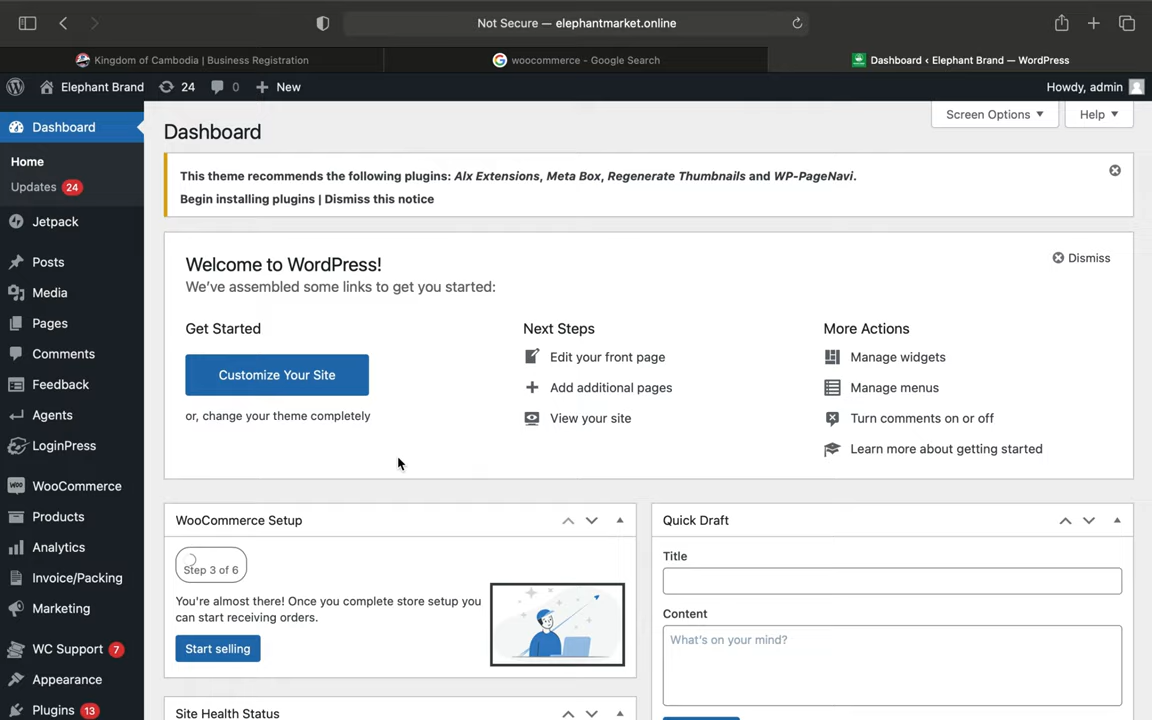 Not Secure — elephantmarket.online
Kingdom of Cambodia | Business Registration
woocommerce - Google Search
Dashboard ‹ Elephant Brand — WordPress
Elephant Brand
24
0
New
Howdy, admin
Dashboard
Home
Updates 24
Jetpack
Posts
Media
Pages
Comments
Feedback
Agents
LoginPress
WooCommerce
Products
Analytics
Invoice/Packing
Marketing
WC Support 7
Appearance
Plugins 13
Screen Options
Help
Dashboard
This theme recommends the following plugins: Alx Extensions, Meta Box, Regenerate Thumbnails and WP-PageNavi.
Begin installing plugins | Dismiss this notice
Welcome to WordPress!
Dismiss
We've assembled some links to get you started:
Get Started
Customize Your Site
or, change your theme completely
Next Steps
Edit your front page
Add additional pages
View your site
More Actions
Manage widgets
Manage menus
Turn comments on or off
Learn more about getting started
WooCommerce Setup
Step 3 of 6
You're almost there! Once you complete store setup you
can start receiving orders.
Start selling
Site Health Status
Quick Draft
Title
Content
What's on your mind?